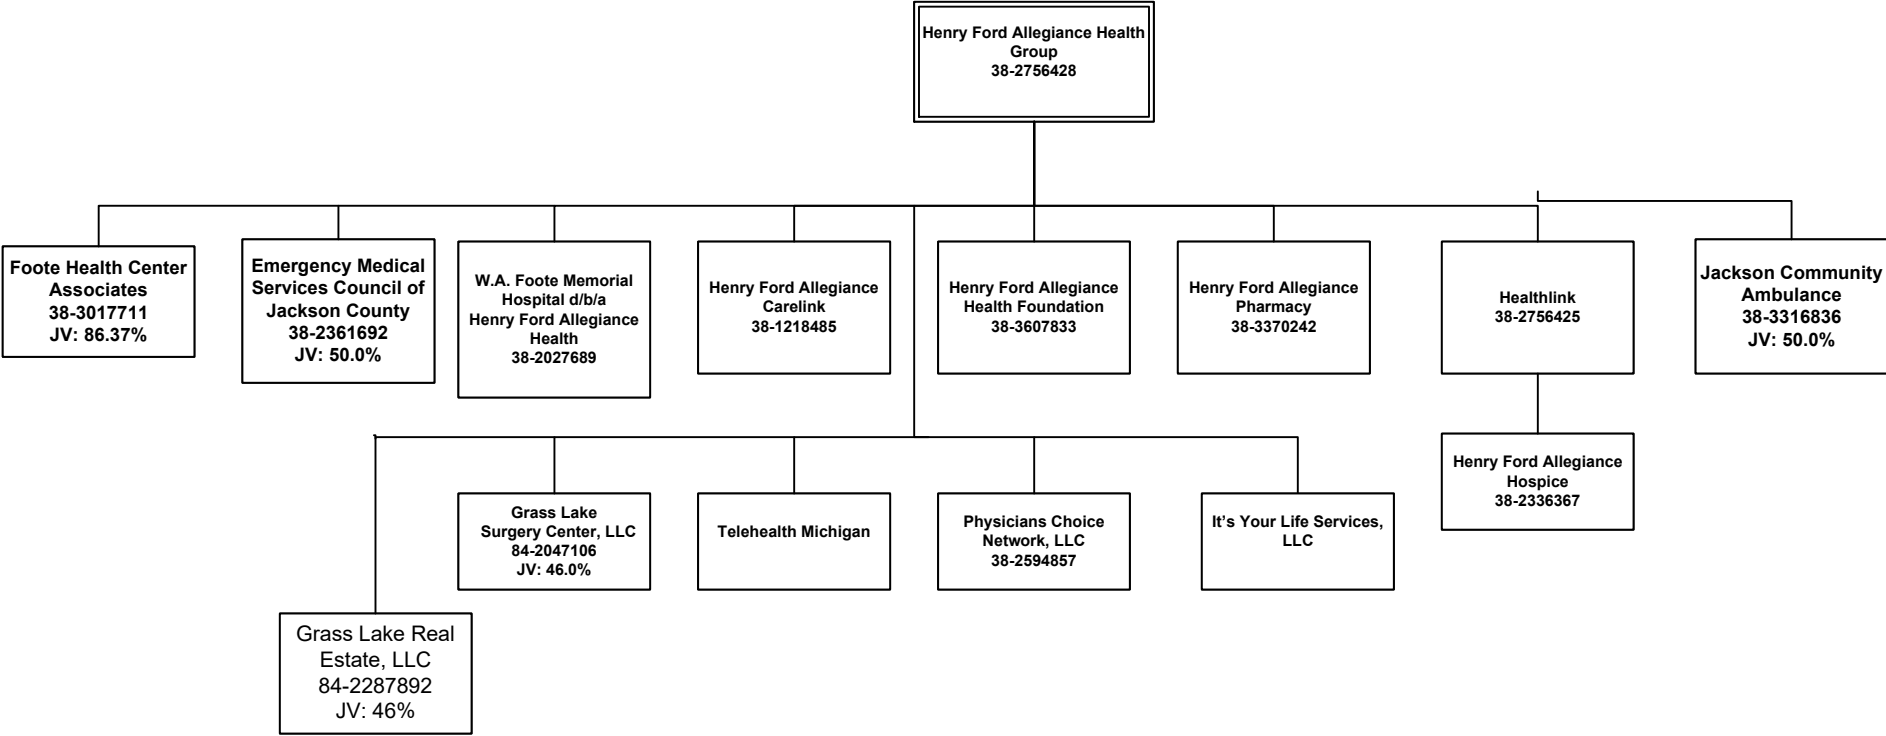 Henry Ford Allegiance Health
Group
38-2756428
Foote Health Center
Associates
38-3017711
JV: 86.37%
Emergency Medical
Services Council of
Jackson County
38-2361692
JV: 50.0%
W.A. Foote Memorial
Hospital d/b/a
Henry Ford Allegiance
Health
38-2027689
Henry Ford Allegiance
Carelink
38-1218485
Henry Ford Allegiance
Health Foundation
38-3607833
Henry Ford Allegiance
Pharmacy
38-3370242
Healthlink
38-2756425
Jackson Community
Ambulance
38-3316836
JV: 50.0%
Grass Lake
Surgery Center, LLC
84-2047106
JV: 46.0%
Telehealth Michigan
Physicians Choice
Network, LLC
38-2594857
It’s Your Life Services,
LLC
Henry Ford Allegiance
Hospice
38-2336367
Grass Lake Real
Estate, LLC
84-2287892
JV: 46%